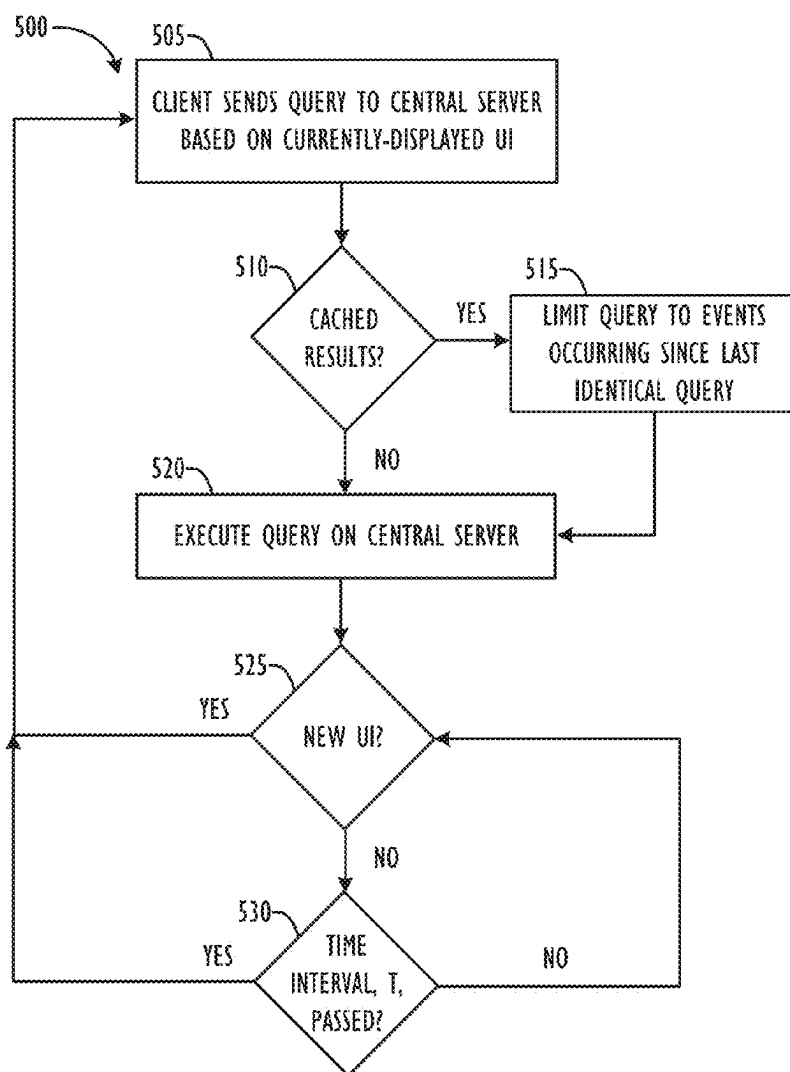 500
505
CLIENT SENDS QUERY TO CENTRAL SERVER
BASED ON CURRENTLY-DISPLAYED UI
510
CACHED
RESULTS?
YES
515
LIMIT QUERY TO EVENTS
OCCURRING SINCE LAST
IDENTICAL QUERY
NO
520
EXECUTE QUERY ON CENTRAL SERVER
525
YES
NEW UI?
NO
530
YES
TIME
INTERVAL, T,
PASSED?
NO